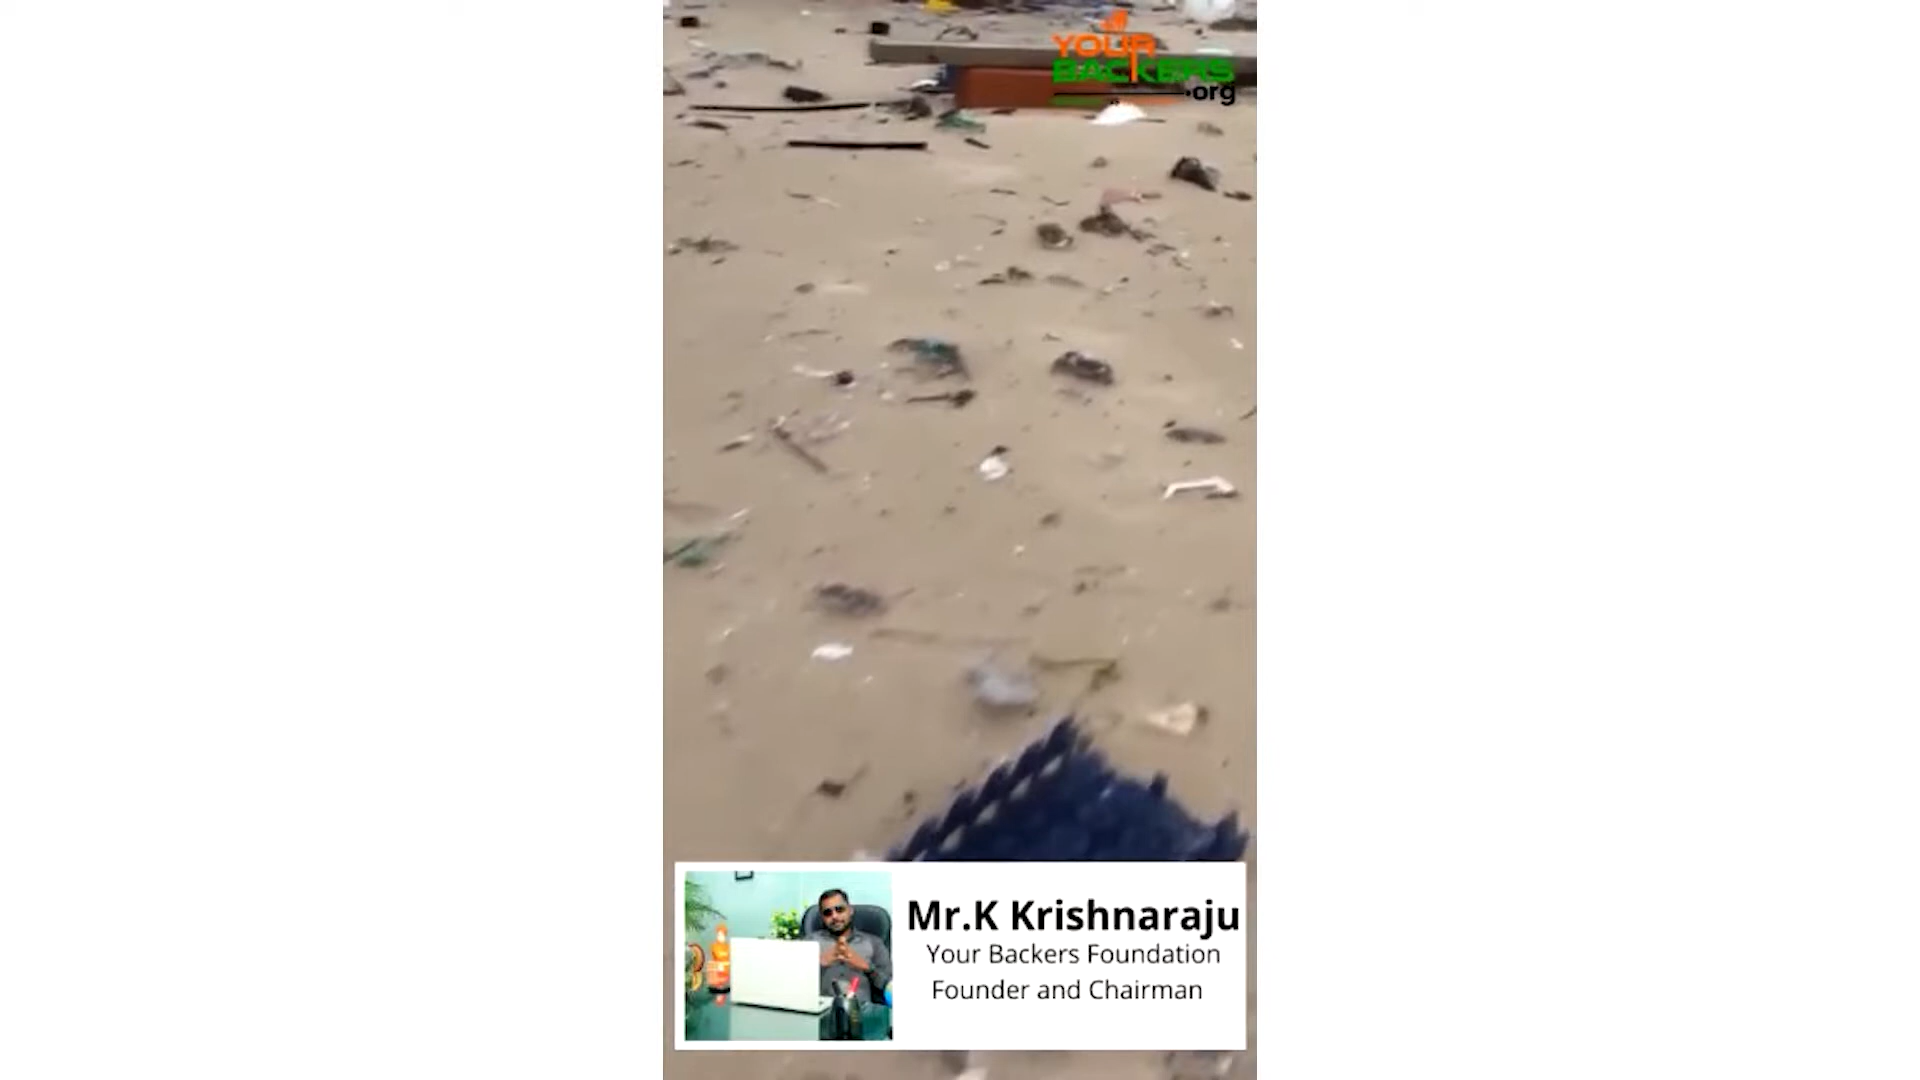 YOUR
BACKERS
.org
Mr.K Krishnaraju
Your Backers Foundation
Founder and Chairman